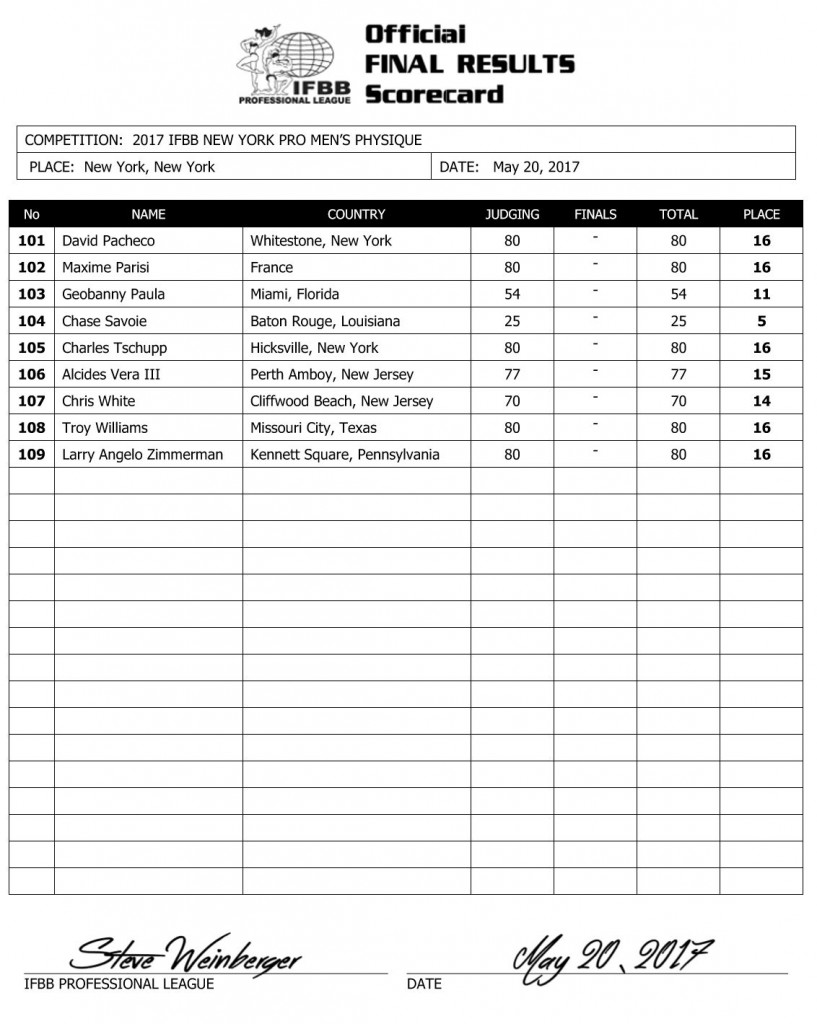 IFBB
PROFESSIONAL LEAGUE
Official
FINAL RESULTS
Scorecard
COMPETITION: 2017 IFBB NEW YORK PRO MEN'S PHYSIQUE
PLACE: New York, New York DATE: May 20, 2017
No NAME COUNTRY JUDGING FINALS TOTAL PLACE
101 David Pacheco Whitestone, New York 80 - 80 16
102 Maxime Parisi France 80 - 80 16
103 Geobanny Paula Miami, Florida 54 - 54 11
104 Chase Savoie Baton Rouge, Louisiana 25 - 25 5
105 Charles Tschupp Hicksville, New York 80 - 80 16
106 Alcides Vera III Perth Amboy, New Jersey 77 - 77 15
107 Chris White Cliffwood Beach, New Jersey 70 - 70 14
108 Troy Williams Missouri City, Texas 80 - 80 16
109 Larry Angelo Zimmerman Kennett Square, Pennsylvania 80 - 80 16
Steve Weinberger May 20, 2017
IFBB PROFESSIONAL LEAGUE DATE